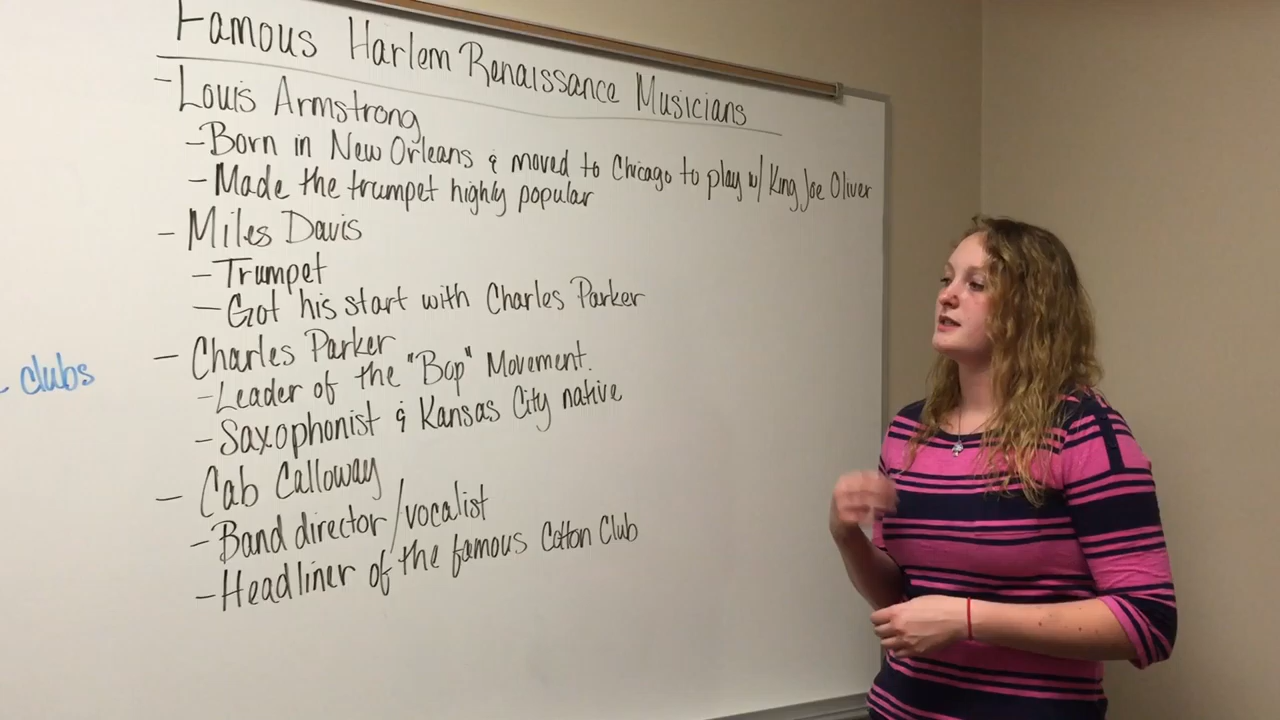 Famous Harlem Renaissance Musicians
- Louis Armstrong
- Born in New Orleans & moved to Chicago to play w/ King Joe Oliver
- Made the trumpet highly popular
- Miles Davis
- Trumpet
- Got his start with Charles Parker
- Charles Parker
- Leader of the "Bop" Movement.
- Saxophonist & Kansas City native
- Cab Calloway
- Band director/vocalist
- Headliner of the famous Cotton Club
clubs